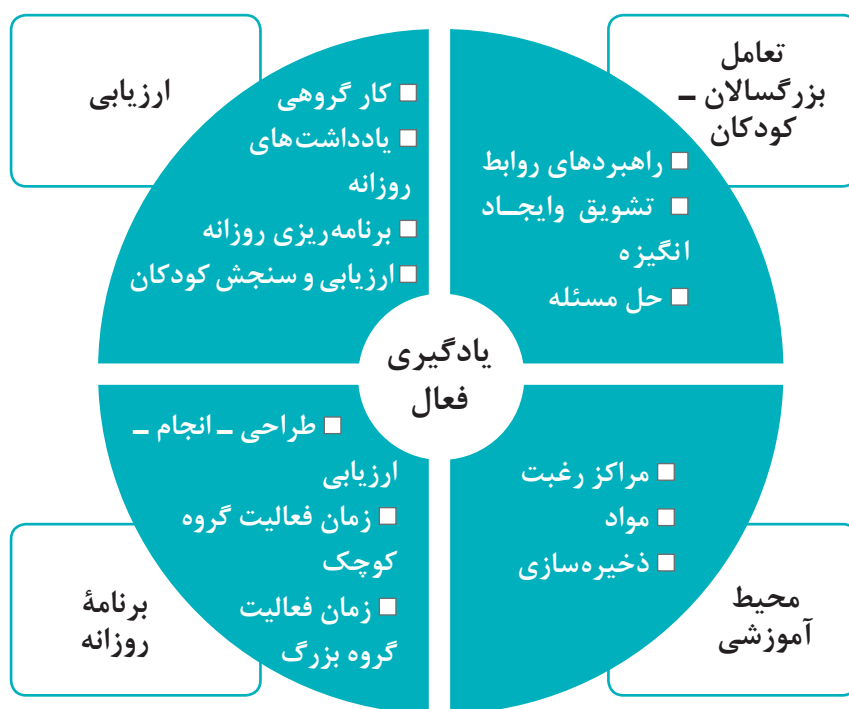 تعامل
بزرگسالان ـ
کودکان
■ راهبردهای روابط
■ تشویق وایجــاد
انگیزه
■ حل مسئله
ارزیابی
■ کار گروهی
■ یادداشت‌های
روزانه
■ برنامه‌ریزی روزانه
■ ارزیابی و سنجش کودکان
یادگیری
فعال
■ مراکز رغبت
■ مواد
■ ذخیره‌سازی
محیط
آموزشی
■ طراحی ـ انجام ـ
ارزیابی
■ زمان فعالیت گروه
کوچک
■ زمان فعالیت
گروه بزرگ
برنامهٔ
روزانه